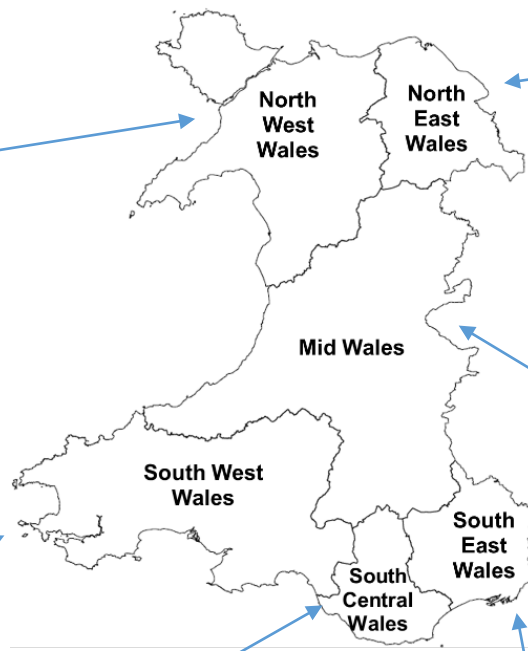 North
West
Wales
North
East
Wales
Mid Wales
South West
Wales
South
East
Wales
South
Central
Wales